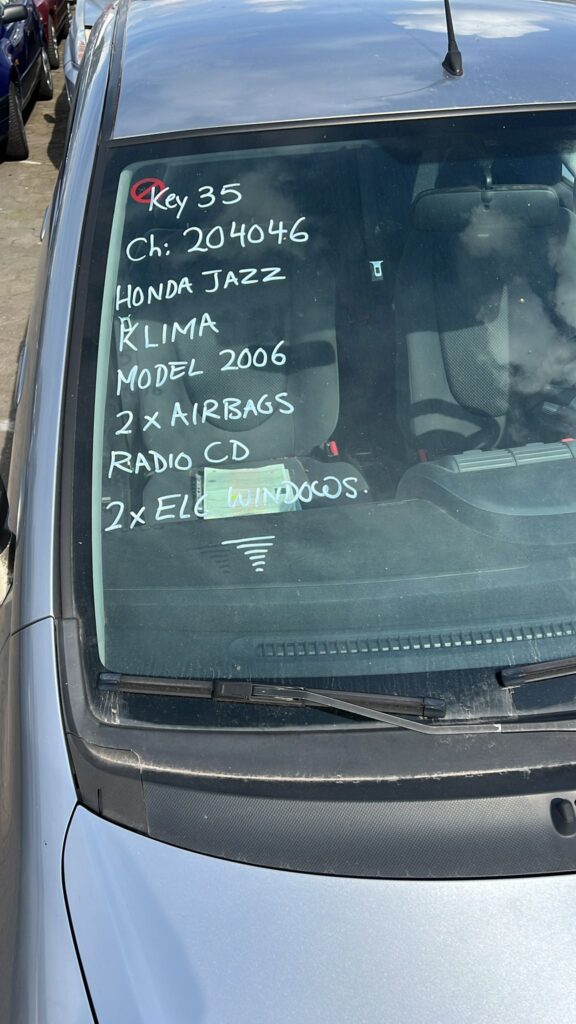 Key 35
Ch: 204046
HONDA JAZZ
KLIMA
MODEL 2006
2 x AIRBAGS
RADIO CD
2 x ELC WINDOWS.